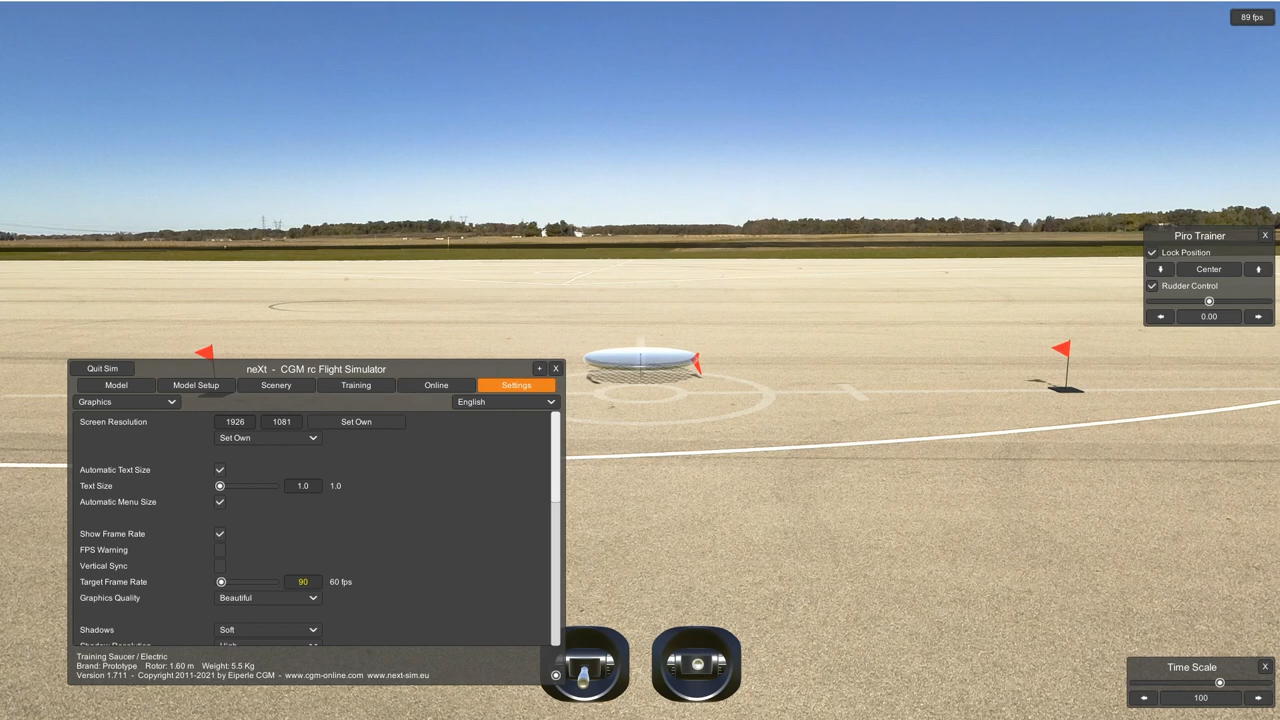 89 fps
Piro Trainer X
Lock Position
Center
Rudder Control
0.00
Quit Sim neXt - CGM rc Flight Simulator + X
Model Model Setup Scenery Training Online Settings
Graphics English
Screen Resolution 1926 1081 Set Own
Set Own
Automatic Text Size
Text Size 1.0 1.0
Automatic Menu Size
Show Frame Rate
FPS Warning
Vertical Sync
Target Frame Rate 90 60 fps
Graphics Quality Beautiful
Shadows Soft
Shadow Resolution High
Training Saucer / Electric
Brand: Prototype Rotor: 1.60 m Weight: 5.5 Kg
Version 1.711 - Copyright 2011-2021 by Eiperle CGM - www.cgm-online.com www.next-sim.eu
Time Scale X
100